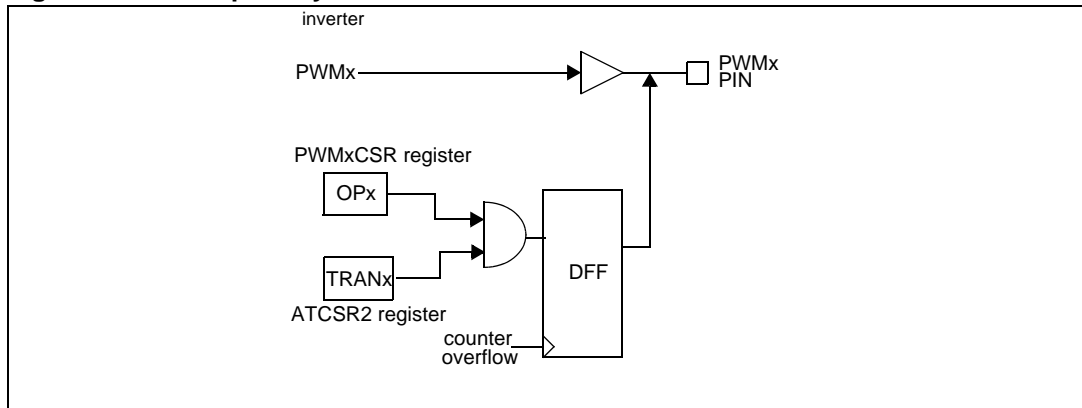 inverter
PWMx
PWMx
PIN
PWMxCSR register
OPx
TRANx
DFF
ATCSR2 register
counter
overflow